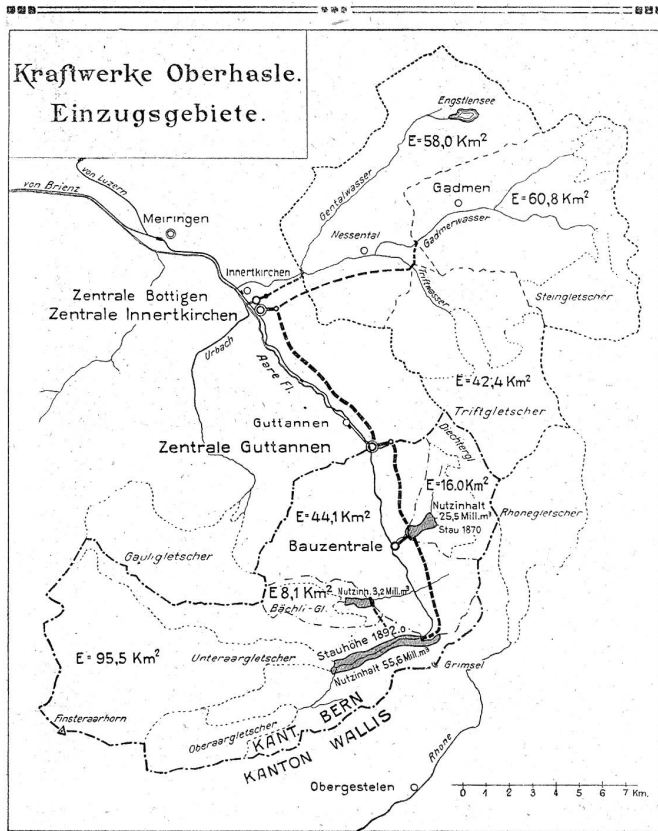 Kraftwerke Oberhasle.
Einzugsgebiete.
Engstlensee
E=58,0 Km²
von Luzern
von Brienz
Gentalwasser
Gadmen
E=60,8 Km²
Meiringen
Nessental
Gadmerwasser
Innertkirchen
Triftwasser
Zentrale Bottigen
Zentrale Innertkirchen
Steingletscher
Urbach
Aare Fl.
E=42,4 Km²
Guttannen
Triftgletscher
Zentrale Guttannen
Diechtergl
E=16.0 Km²
E=44,1 Km²
Nutzinhalt
25,5 Mill.m³
Stau 1870
Rhonegletscher
Bauzentrale
Gauligletscher
E 8,1 Km²
Nutzinh. 3,2 Mill. m³
Bächli-Gl.
Stauhöhe 1892.0
E=95,5 Km²
Unteraargletscher
Nutzinhalt 55,6 Mill.m³
Grimsel
Finsteraarhorn
Oberaargletscher
KANT. BERN
KANTON WALLIS
Rhone
Obergestelen
0 1 2 3 4 5 6 7 Km.